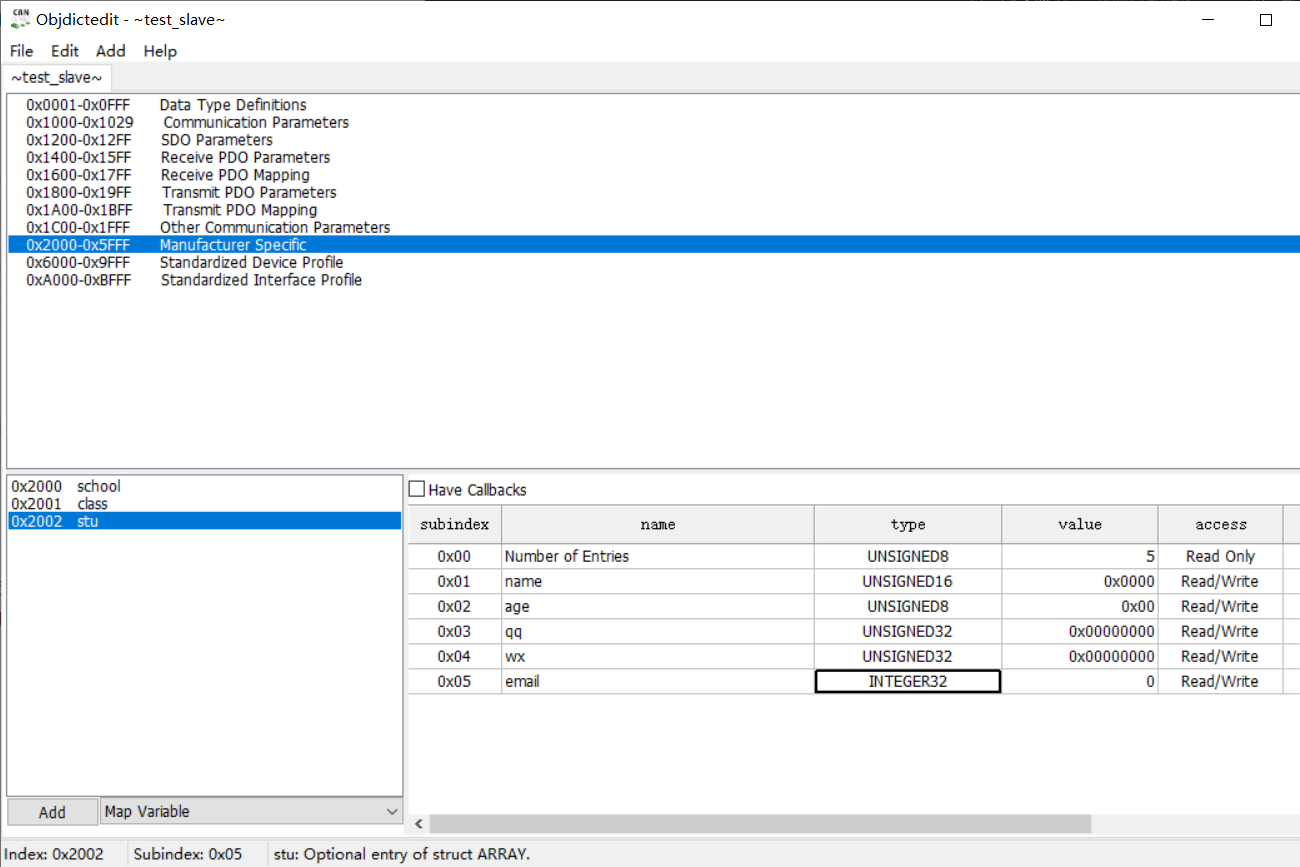 CAN
Objdictedit - ~test_slave~
File Edit Add Help
~test_slave~
0x0001-0x0FFF Data Type Definitions
0x1000-0x1029 Communication Parameters
0x1200-0x12FF SDO Parameters
0x1400-0x15FF Receive PDO Parameters
0x1600-0x17FF Receive PDO Mapping
0x1800-0x19FF Transmit PDO Parameters
0x1A00-0x1BFF Transmit PDO Mapping
0x1C00-0x1FFF Other Communication Parameters
0x2000-0x5FFF Manufacturer Specific
0x6000-0x9FFF Standardized Device Profile
0xA000-0xBFFF Standardized Interface Profile
0x2000 school
0x2001 class
0x2002 stu
Add Map Variable
Have Callbacks
subindex name type value access
0x00 Number of Entries UNSIGNED8 5 Read Only
0x01 name UNSIGNED16 0x0000 Read/Write
0x02 age UNSIGNED8 0x00 Read/Write
0x03 qq UNSIGNED32 0x00000000 Read/Write
0x04 wx UNSIGNED32 0x00000000 Read/Write
0x05 email INTEGER32 0 Read/Write
Index: 0x2002 Subindex: 0x05 stu: Optional entry of struct ARRAY.